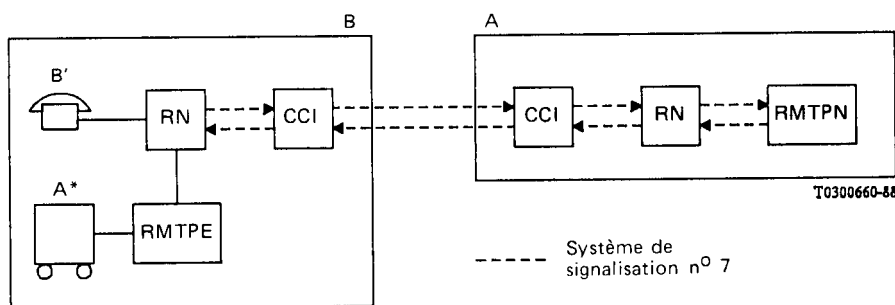 B
A
B'
RN
CCI
CCI
RN
RMTPN
A*
RMTPE
T0300660-88
Système de
signalisation nº 7